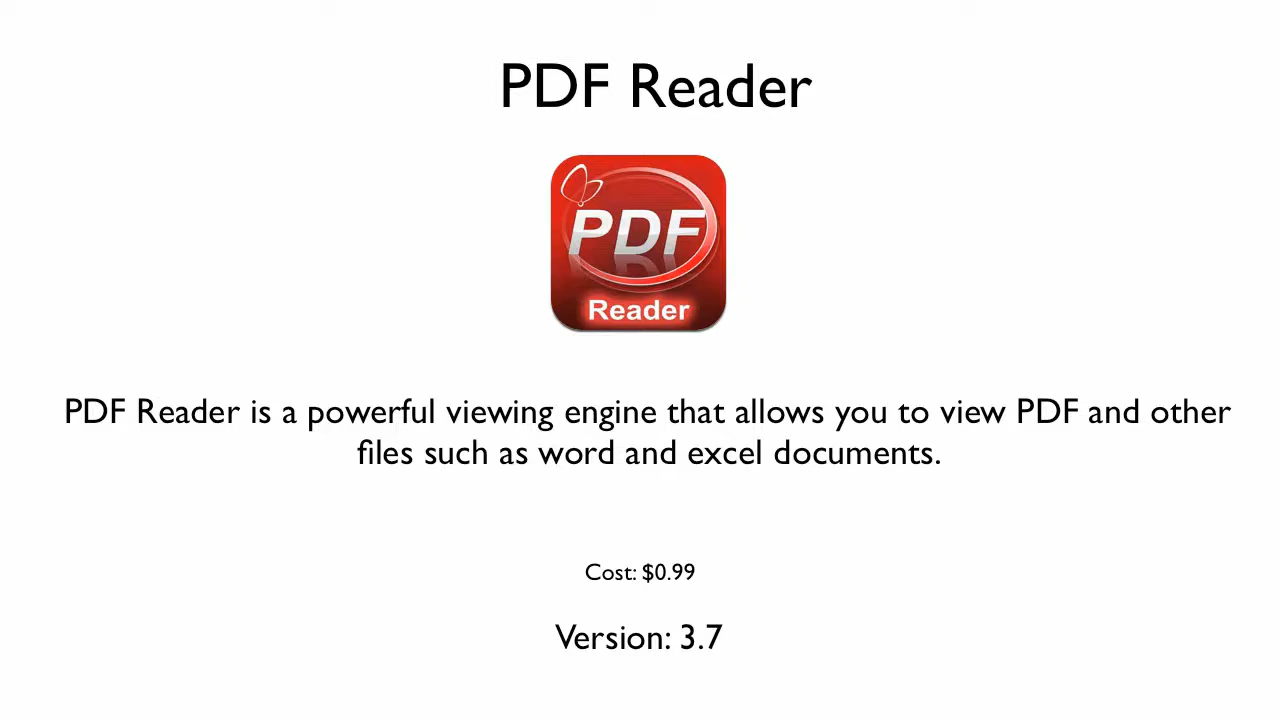 PDF Reader
PDF
Reader
PDF Reader is a powerful viewing engine that allows you to view PDF and other
files such as word and excel documents.
Cost: $0.99
Version: 3.7